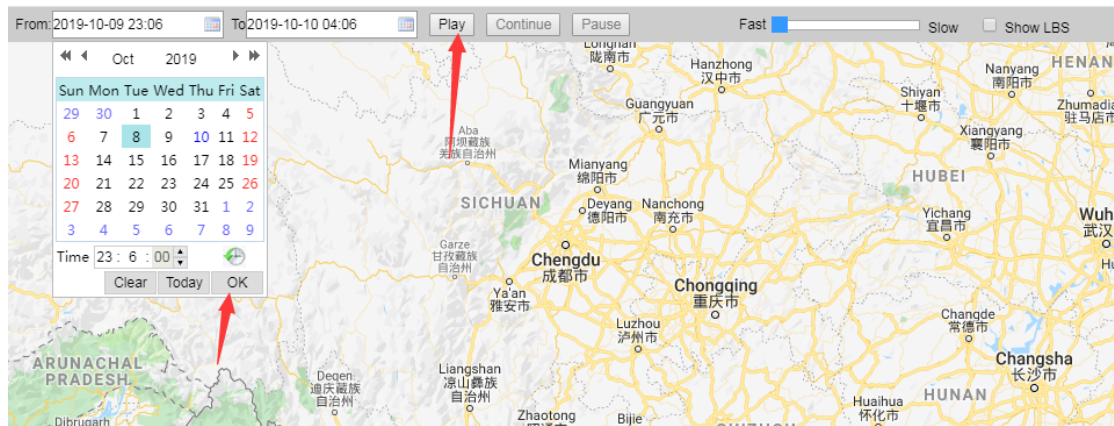 From: 2019-10-09 23:06 To 2019-10-10 04:06 Play Continue Pause Fast Slow Show LBS
Oct 2019
Sun Mon Tue Wed Thu Fri Sat
29 30 1 2 3 4 5
6 7 8 9 10 11 12
13 14 15 16 17 18 19
20 21 22 23 24 25 26
27 28 29 30 31 1 2
3 4 5 6 7 8 9
Time 23 : 6 : 00
Clear Today OK
Longnan
陇南市
Hanzhong
汉中市
Nanyang
南阳市
HENAN
Shiyan
十堰市
Zhumadia
驻马店市
Guangyuan
广元市
Xiangyang
襄阳市
Aba
阿坝藏族
羌族自治州
Mianyang
绵阳市
HUBEI
SICHUAN
Deyang
德阳市
Nanchong
南充市
Yichang
宜昌市
Wuh
武汉
Garze
甘孜藏族
自治州
Chengdu
成都市
Hu
Ya'an
雅安市
Chongqing
重庆市
Luzhou
泸州市
Changde
常德市
Changsha
长沙市
ARUNACHAL
PRADESH
Deqen
迪庆藏族
自治州
Liangshan
凉山彝族
自治州
Huaihua
怀化市
HUNAN
Dibrugarh
Zhaotong
Bijie